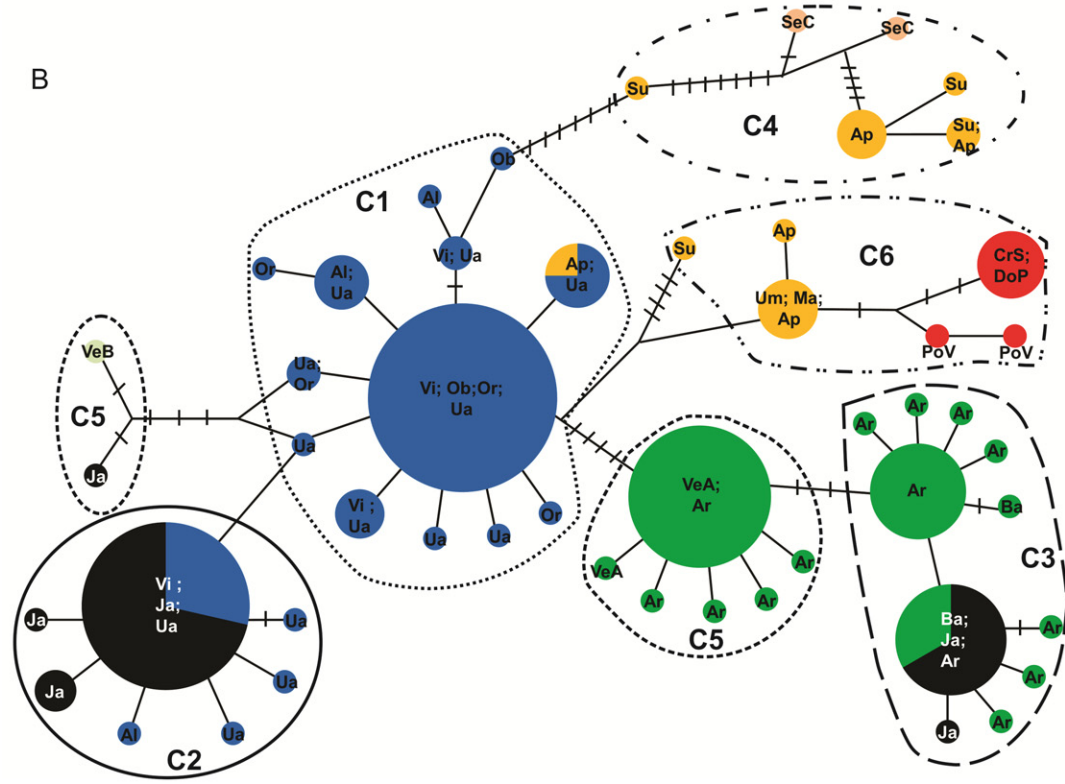 B
SeC
SeC
Su
Su
C4
Ap
Su;
Ap
Ob
C1
Al
Vi; Ua
Or
Al;
Ua
Ap;
Ua
Su
Ap
C6
CrS;
DoP
Um; Ma;
Ap
PoV
PoV
VeB
C5
Ja
Ua;
Or
Ua
Vi; Ob;Or;
Ua
Vi ;
Ua
Ua
Ua
Or
VeA;
Ar
VeA
Ar
Ar
Ar
Ar
C5
Ar
Ar
Ar
Ar
Ar
Ba
C3
Ba;
Ja;
Ar
Ar
Ar
Ar
Ja
Vi ;
Ja;
Ua
Ja
Ja
Al
Ua
Ua
Ua
C2